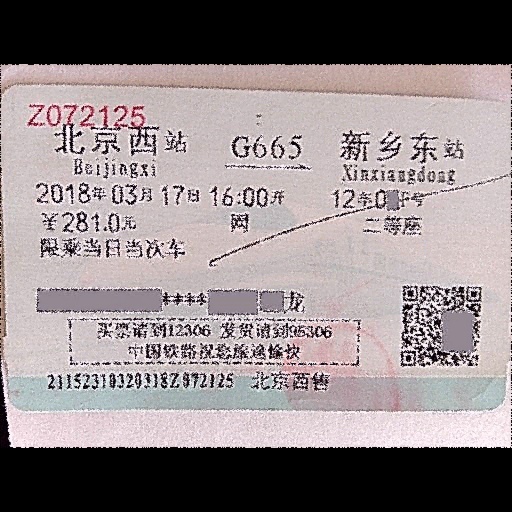 Z072125
北京西站 G665 新乡东站
Beijingxi Xinxiangdong
2018年03月17日 16:00开 12车0 F号
￥281.0元 网 二等座
限乘当日当次车
**** 龙
买票请到12306 发货请到95306
中国铁路祝您旅途愉快
21152310320318Z072125 北京西售